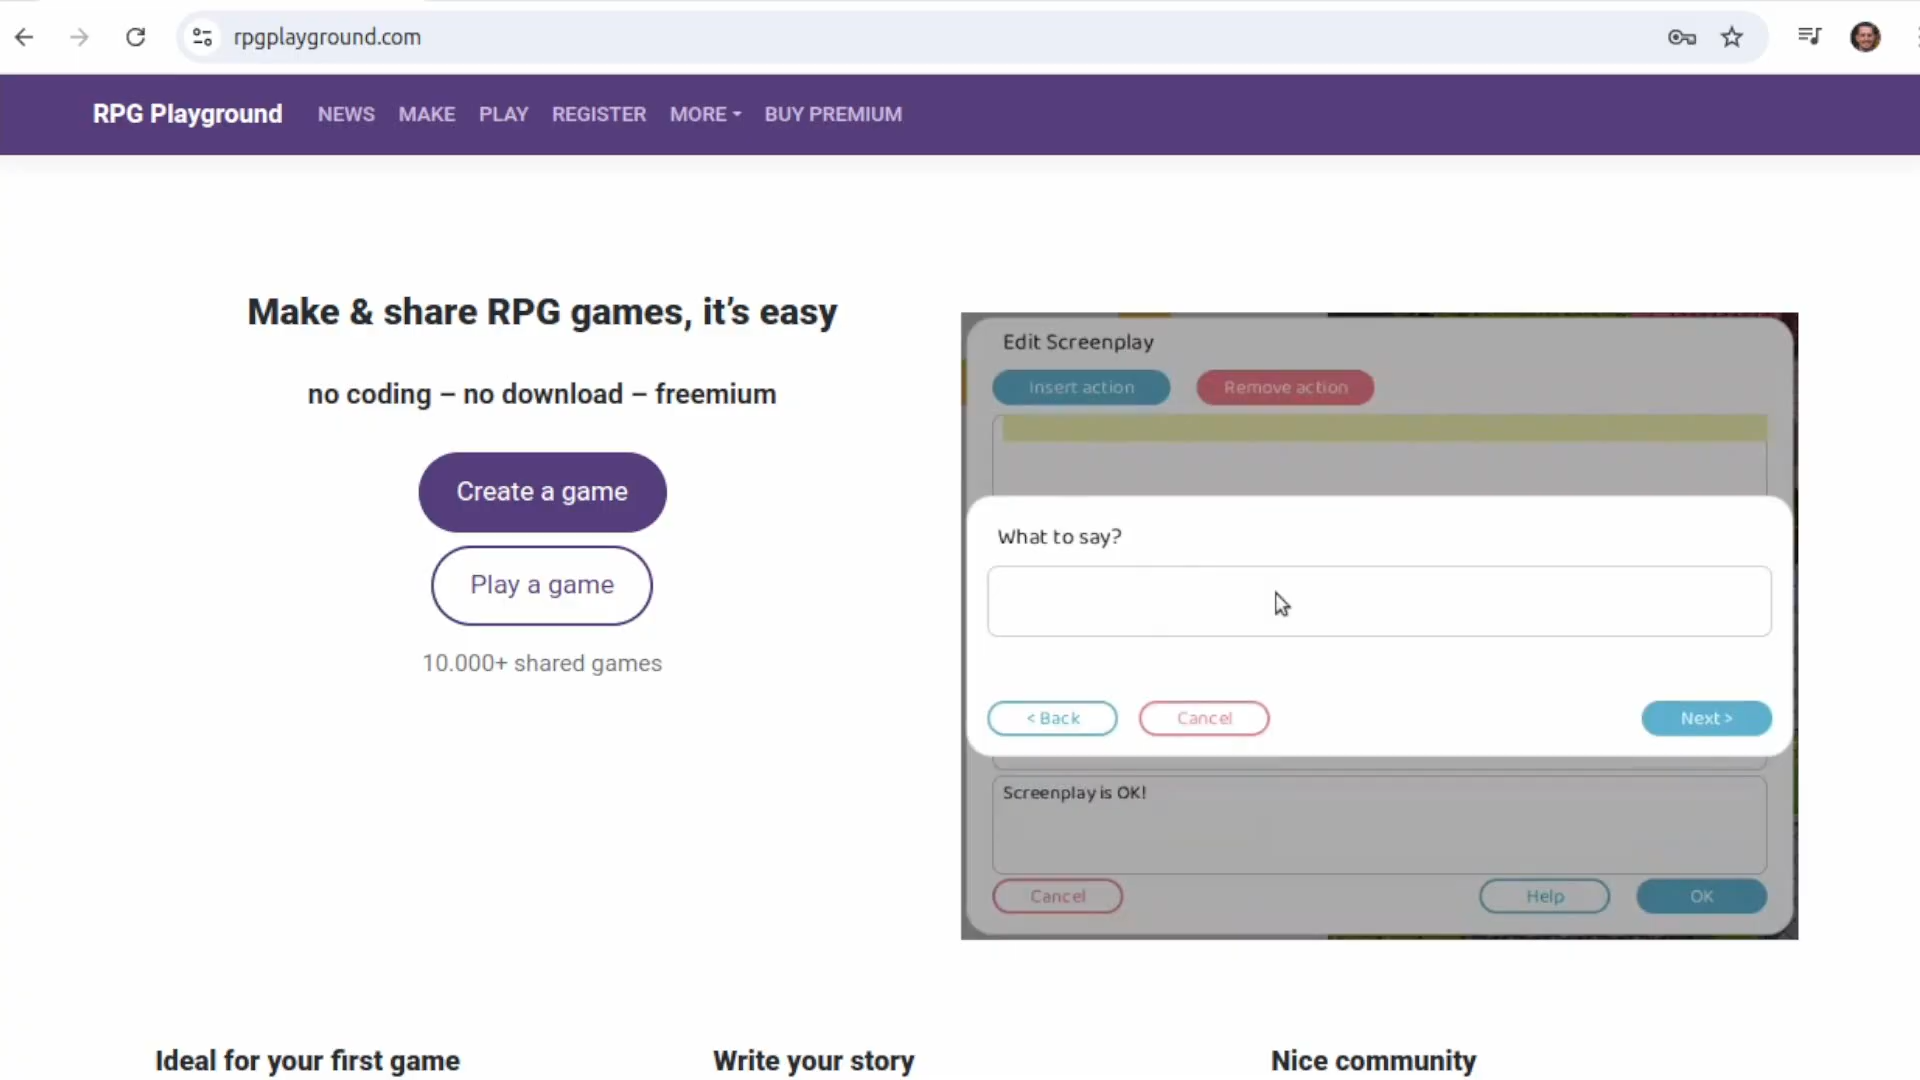 rpgplayground.com
RPG Playground NEWS MAKE PLAY REGISTER MORE BUY PREMIUM
Make & share RPG games, it’s easy
no coding – no download – freemium
Create a game
Play a game
10.000+ shared games
Edit Screenplay
Insert action Remove action
What to say?
< Back Cancel Next >
Screenplay is OK!
Cancel Help OK
Ideal for your first game Write your story Nice community